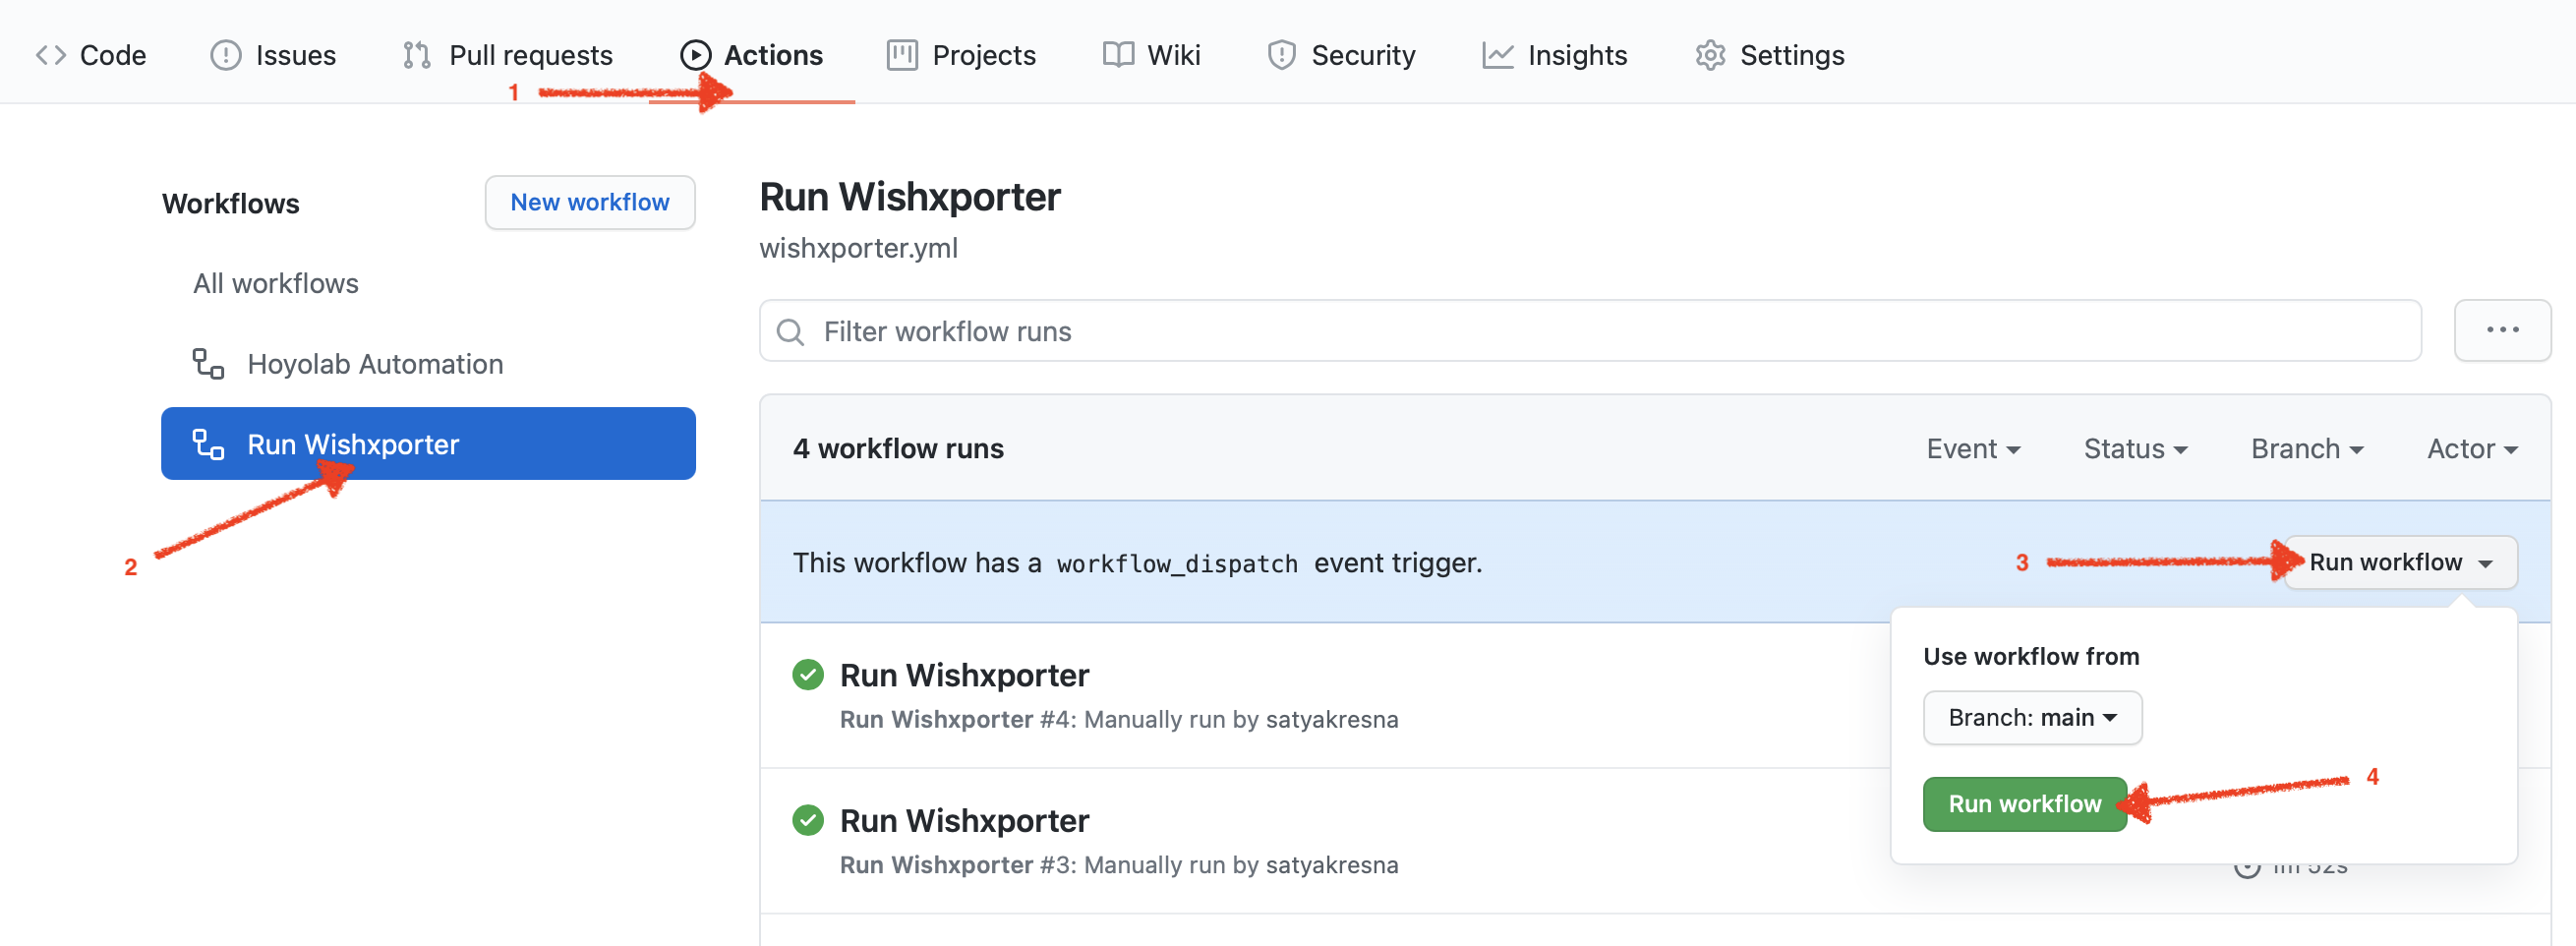 Code Issues Pull requests Actions Projects Wiki Security Insights Settings
1
Workflows
New workflow
All workflows
Hoyolab Automation
Run Wishxporter
2
Run Wishxporter
wishxporter.yml
Filter workflow runs
4 workflow runs
Event Status Branch Actor
This workflow has a workflow_dispatch event trigger.
3
Run workflow
Use workflow from
Branch: main
Run workflow
4
Run Wishxporter
Run Wishxporter #4: Manually run by satyakresna
Run Wishxporter
Run Wishxporter #3: Manually run by satyakresna
1m 52s